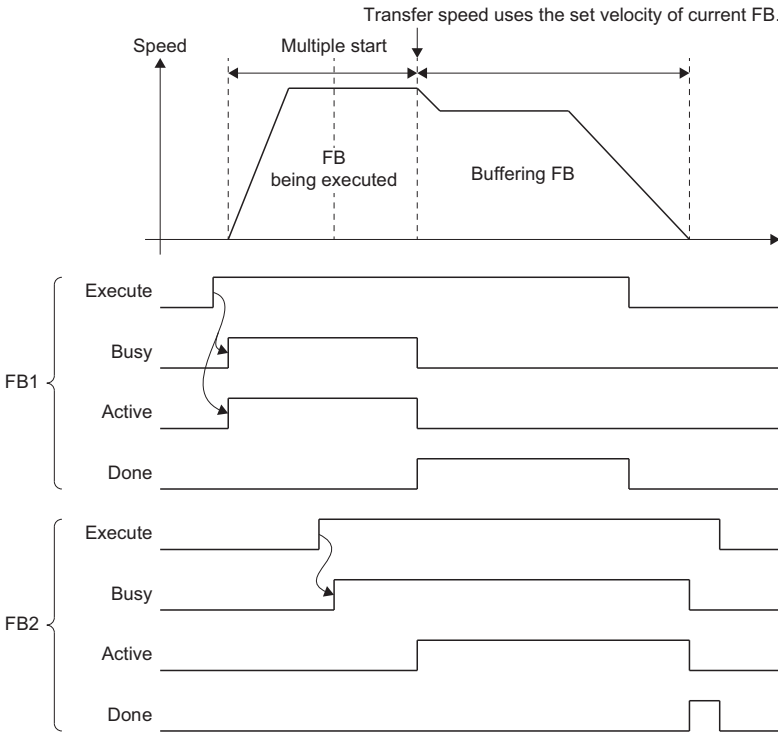 Transfer speed uses the set velocity of current FB.
Speed
Multiple start
FB
being executed
Buffering FB
FB1
Execute
Busy
Active
Done
FB2
Execute
Busy
Active
Done